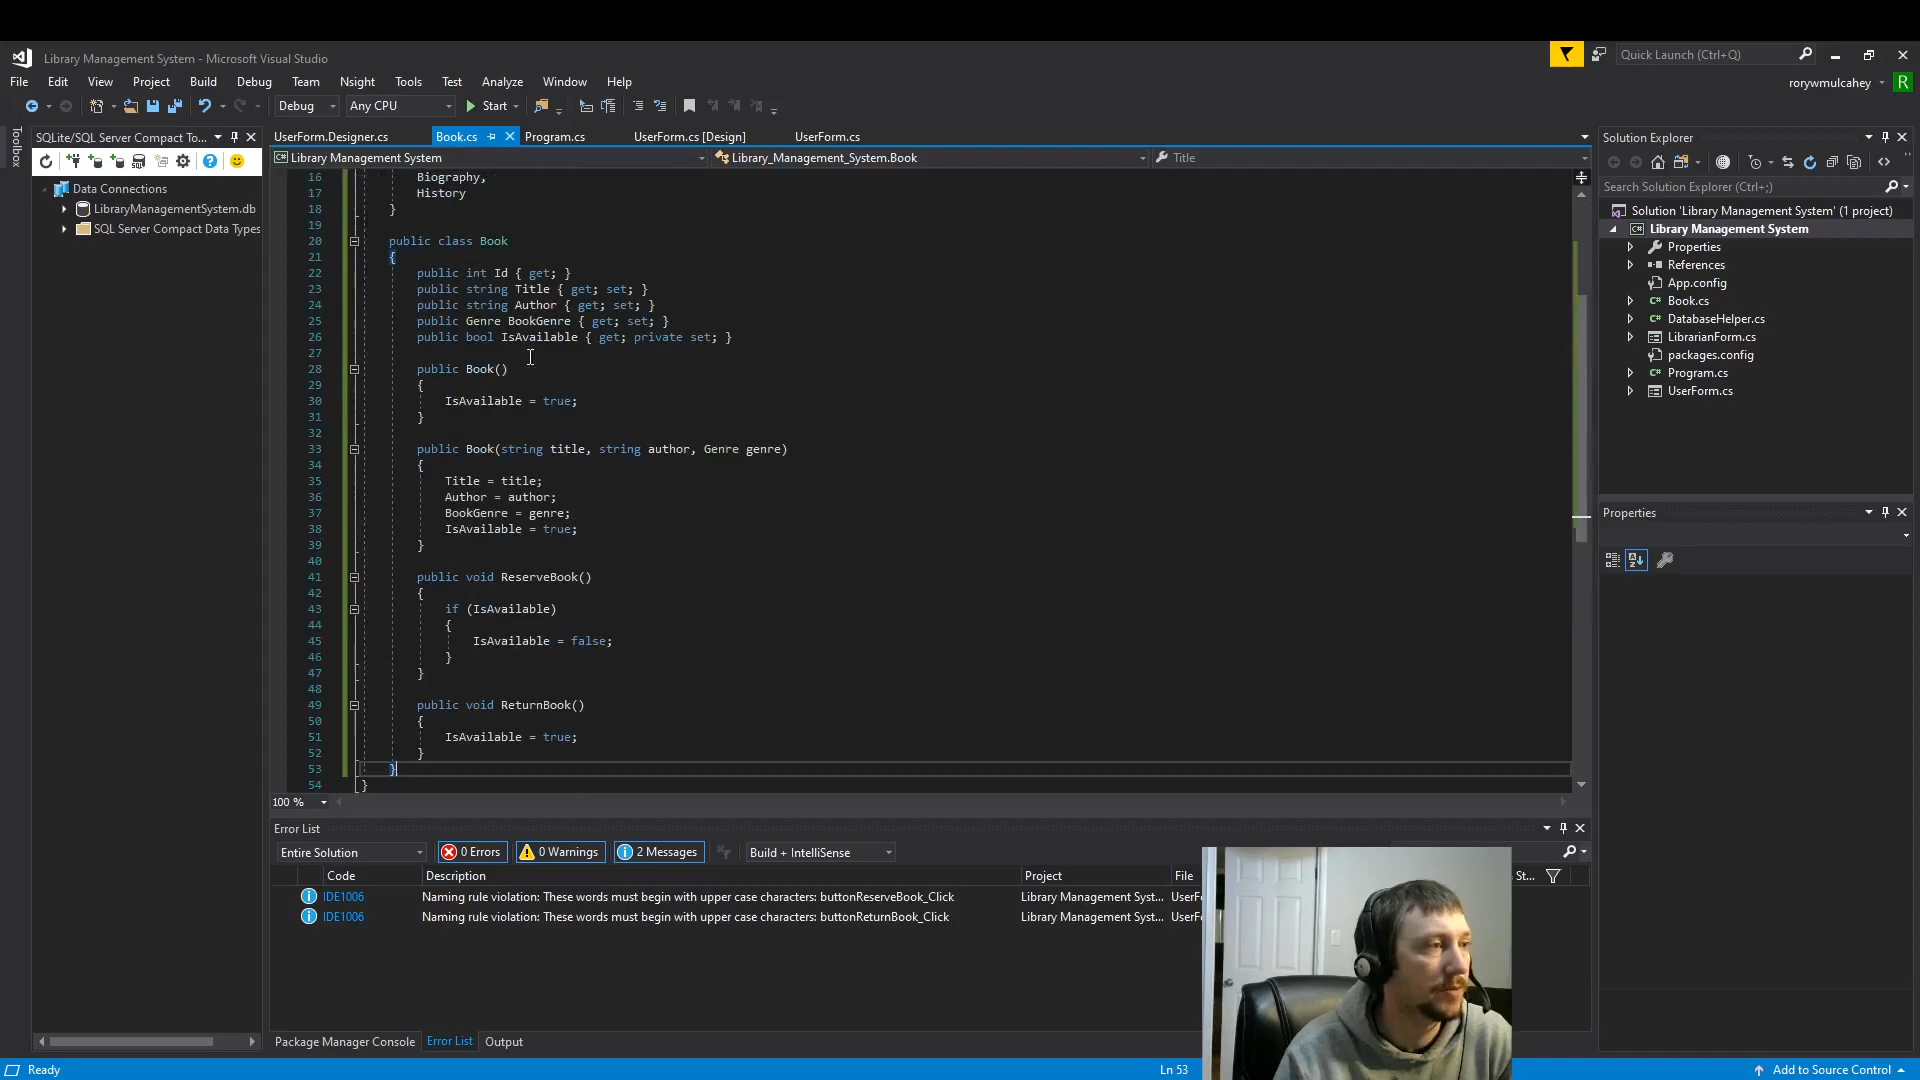 Library Management System - Microsoft Visual Studio
Quick Launch (Ctrl+Q)
File Edit View Project Build Debug Team Nsight Tools Test Analyze Window Help
rorywmulcahey R
Debug Any CPU Start
Toolbox
SQLite/SQL Server Compact To...
UserForm.Designer.cs Book.cs Program.cs UserForm.cs [Design] UserForm.cs
Library Management System Library_Management_System.Book Title
Data Connections
LibraryManagementSystem.db
SQL Server Compact Data Types
16 Biography,
17 History
18 }
19
20 public class Book
21 {
22 public int Id { get; }
23 public string Title { get; set; }
24 public string Author { get; set; }
25 public Genre BookGenre { get; set; }
26 public bool IsAvailable { get; private set; }
27
28 public Book()
29 {
30 IsAvailable = true;
31 }
32
33 public Book(string title, string author, Genre genre)
34 {
35 Title = title;
36 Author = author;
37 BookGenre = genre;
38 IsAvailable = true;
39 }
40
41 public void ReserveBook()
42 {
43 if (IsAvailable)
44 {
45 IsAvailable = false;
46 }
47 }
48
49 public void ReturnBook()
50 {
51 IsAvailable = true;
52 }
53 }
54 }
100 %
Solution Explorer
Search Solution Explorer (Ctrl+;)
Solution 'Library Management System' (1 project)
C# Library Management System
Properties
References
App.config
C# Book.cs
C# DatabaseHelper.cs
LibrarianForm.cs
packages.config
C# Program.cs
UserForm.cs
Properties
Error List
Entire Solution 0 Errors 0 Warnings 2 Messages Build + IntelliSense
Code Description Project File St...
IDE1006 Naming rule violation: These words must begin with upper case characters: buttonReserveBook_Click Library Management Syst... UserF
IDE1006 Naming rule violation: These words must begin with upper case characters: buttonReturnBook_Click Library Management Syst... UserF
Package Manager Console Error List Output
Ready Ln 53 Add to Source Control